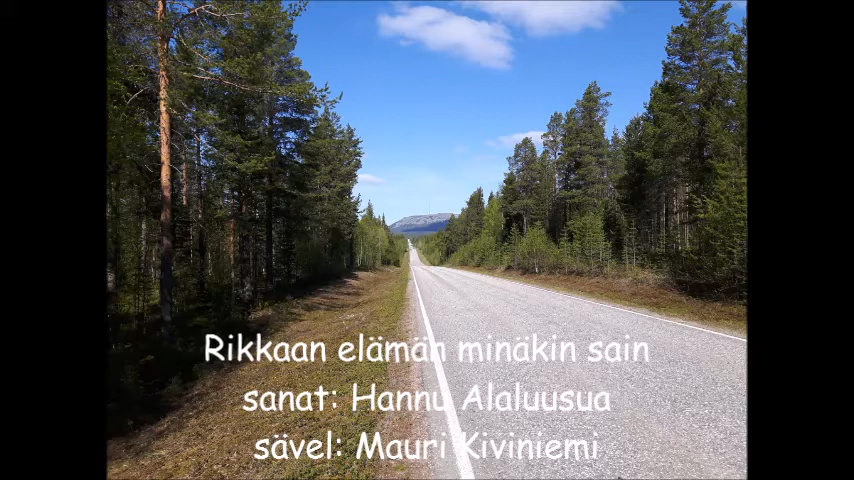 Rikkaan elämän minäkin sain
sanat: Hannu Alaluusua
sävel: Mauri Kiviniemi